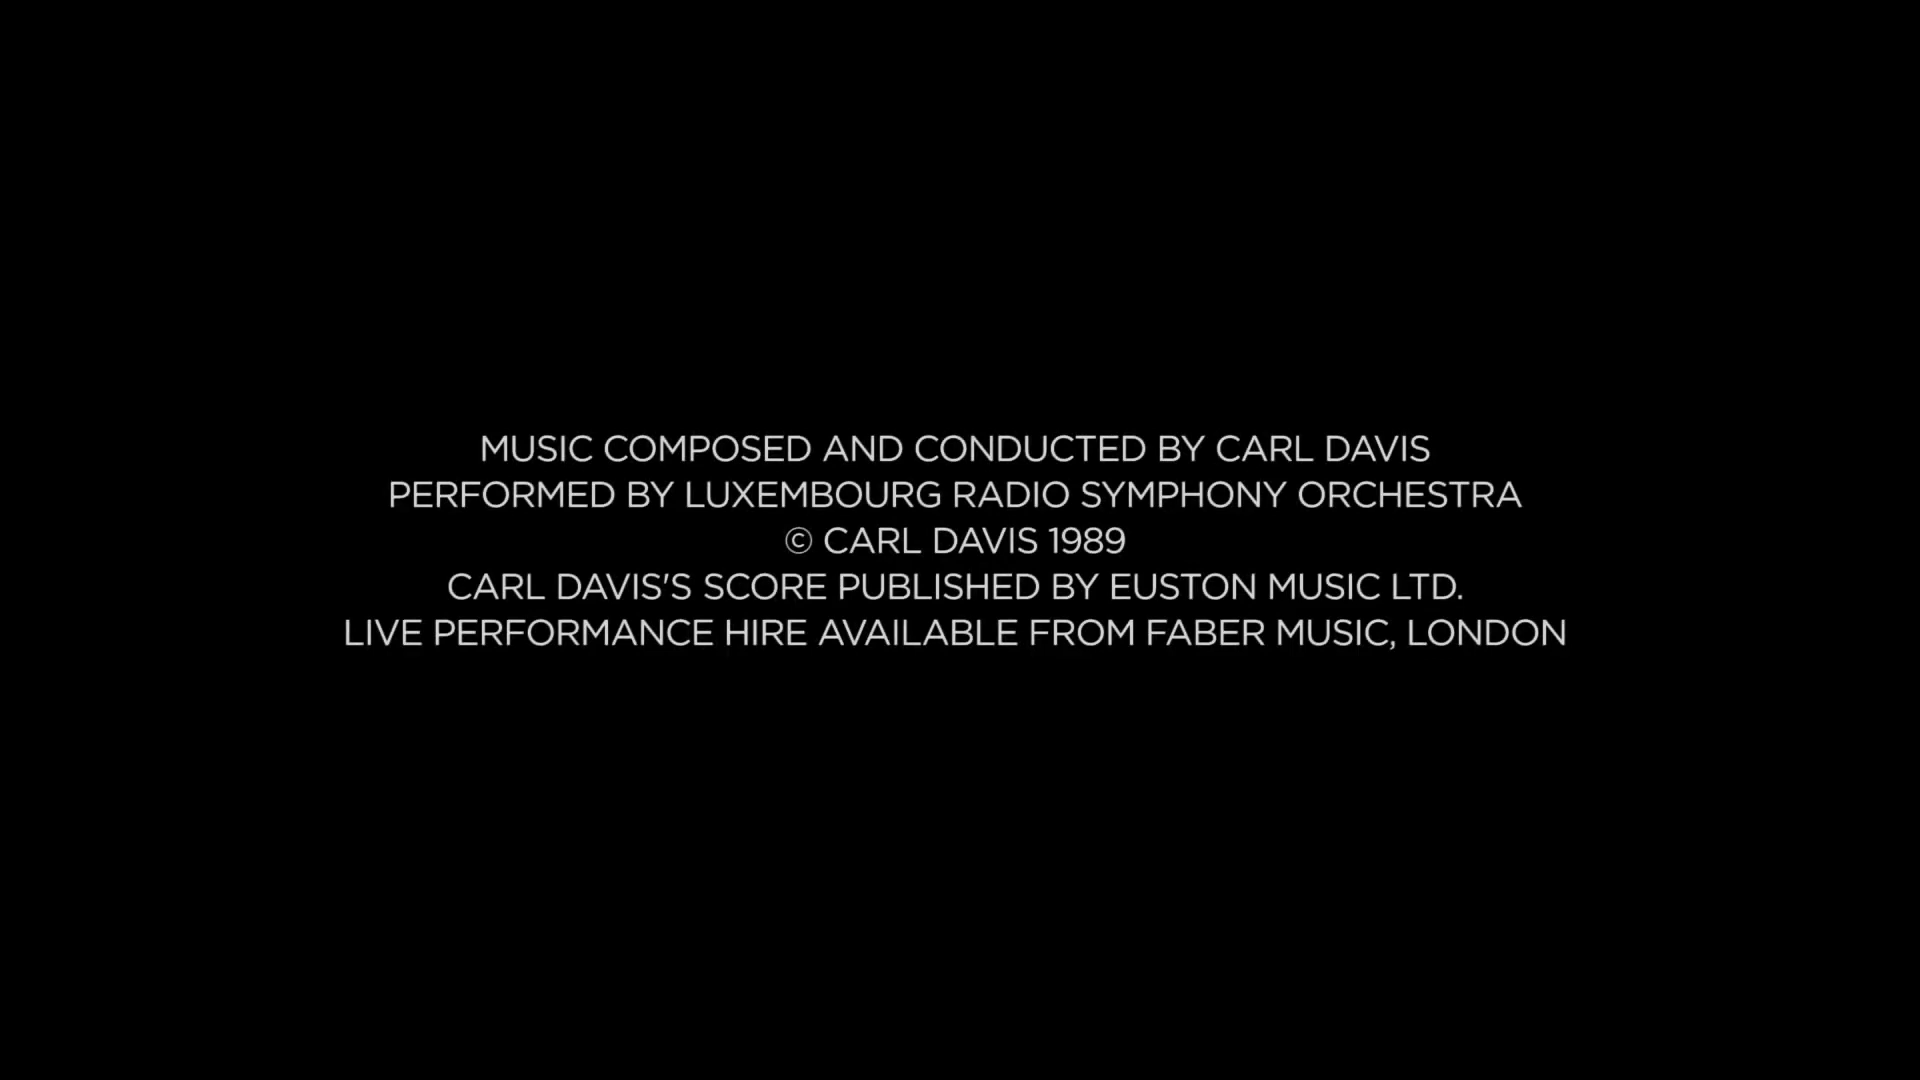 MUSIC COMPOSED AND CONDUCTED BY CARL DAVIS
PERFORMED BY LUXEMBOURG RADIO SYMPHONY ORCHESTRA
© CARL DAVIS 1989
CARL DAVIS'S SCORE PUBLISHED BY EUSTON MUSIC LTD.
LIVE PERFORMANCE HIRE AVAILABLE FROM FABER MUSIC, LONDON